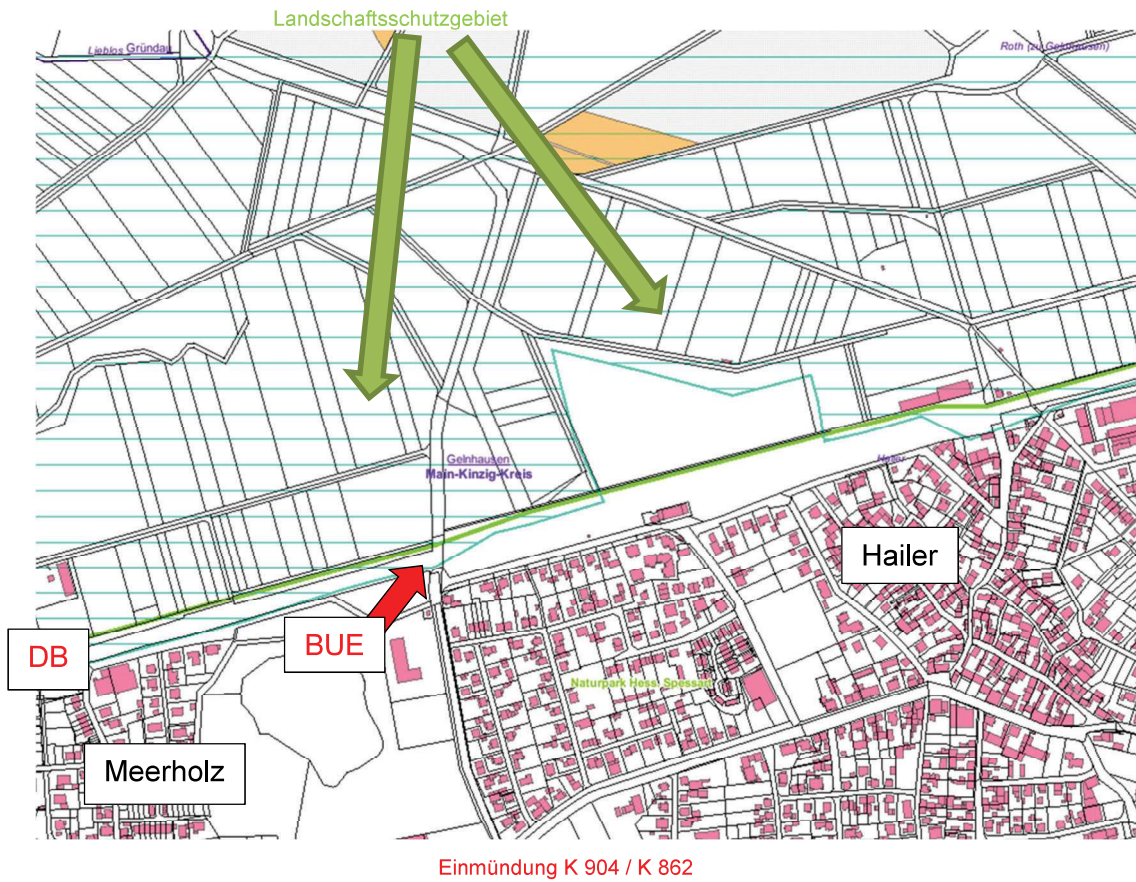 Landschaftsschutzgebiet
Lieblos Gründau
Roth (zu Gelnhausen)
Gelnhausen
Main-Kinzig-Kreis
Hailer
Hailer
DB
BUE
Naturpark Hess. Spessart
Meerholz
Einmündung K 904 / K 862